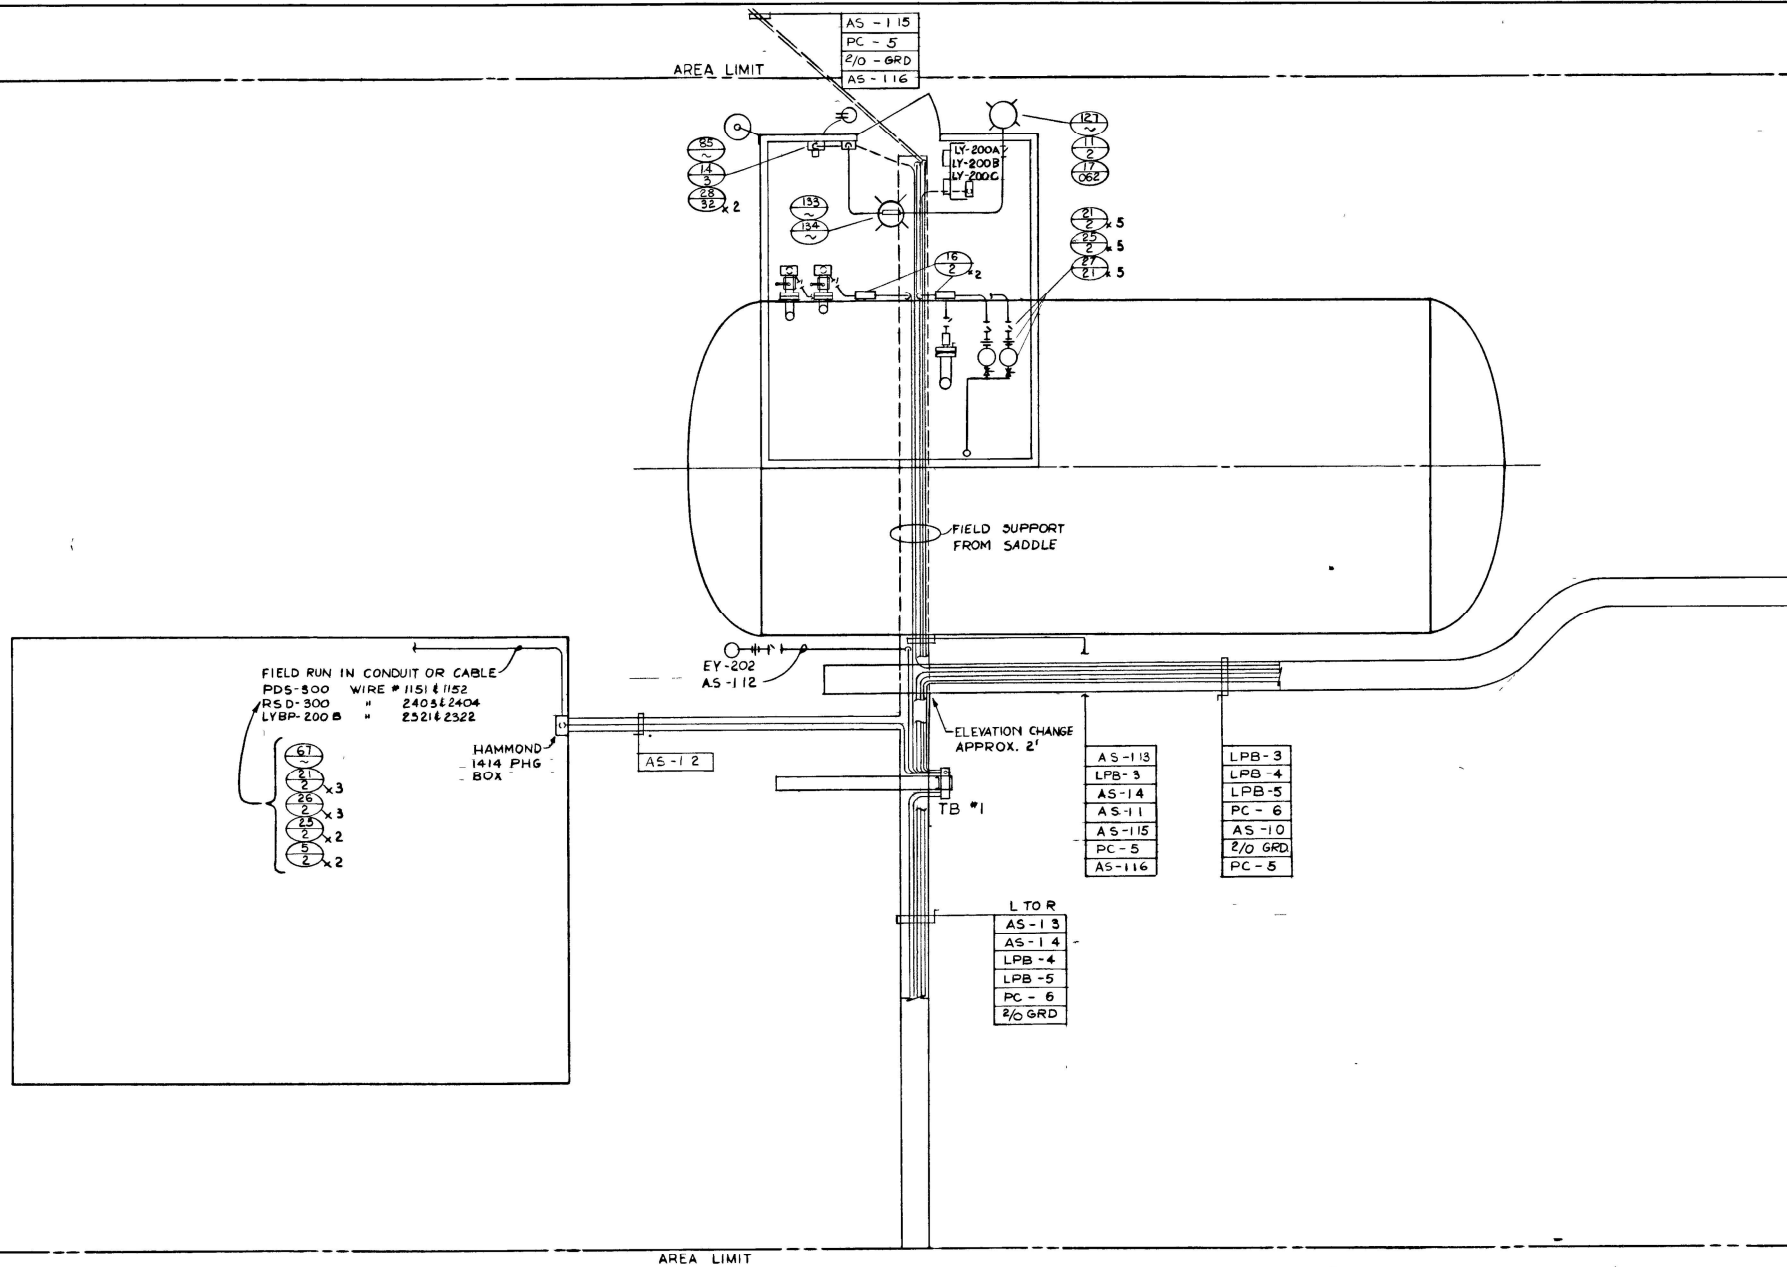 AS - 115
PC - 5
2/0 - GRD
AS - 116
AREA LIMIT
85
~
14
3
28
32 x 2
LY-200A
LY-200B
LY-200C
127
~
11
2
17
062
133
~
134
~
21
2 x 5
25
2 x 5
27
21 x 5
16
2 x 2
FIELD SUPPORT
FROM SADDLE
FIELD RUN IN CONDUIT OR CABLE
PDS-300 WIRE # 1151 & 1152
RSD-300 " 2403 & 2404
LYBP-200B " 2321 & 2322
EY-202
AS-112
67
~
21
2 x 3
26
2 x 3
25
2 x 2
5
2 x 2
HAMMOND
1414 PHG
BOX
AS-12
ELEVATION CHANGE
APPROX. 2'
TB #1
AS-113
LPB-3
AS-14
AS-11
AS-115
PC-5
AS-116
LPB-3
LPB-4
LPB-5
PC-6
AS-10
2/0 GRD.
PC-5
L TO R
AS-13
AS-14
LPB-4
LPB-5
PC-6
2/0 GRD
AREA LIMIT